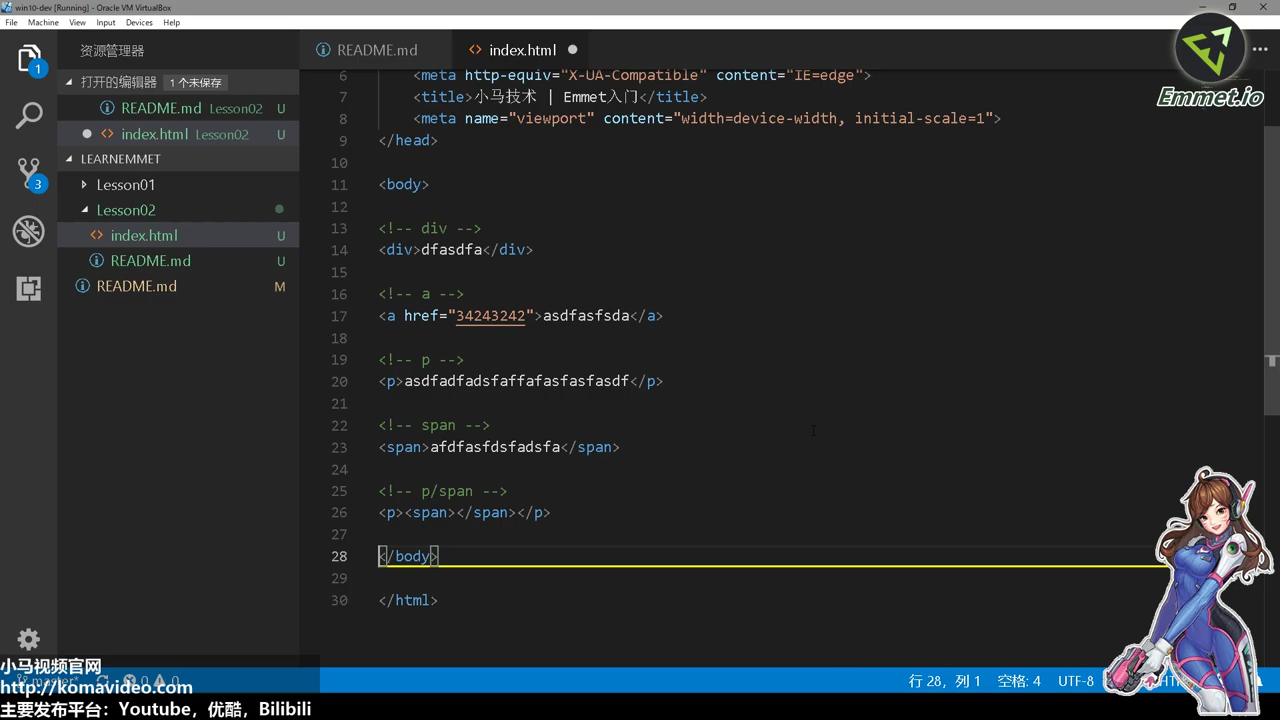 win10-dev [Running] - Oracle VM VirtualBox
File Machine View Input Devices Help
资源管理器
README.md
index.html
Emmet.io
1
打开的编辑器 1 个未保存
README.md Lesson02 U
index.html Lesson02 U
LEARNEMMET
Lesson01
3
Lesson02
index.html U
README.md U
README.md M
6 <meta http-equiv="X-UA-Compatible" content="IE=edge">
7 <title>小马技术 | Emmet入门</title>
8 <meta name="viewport" content="width=device-width, initial-scale=1">
9 </head>
10
11 <body>
12
13 <!-- div -->
14 <div>dfasdfa</div>
15
16 <!-- a -->
17 <a href="34243242">asdfasfsda</a>
18
19 <!-- p -->
20 <p>asdfadfadsfaffafasfasfasdf</p>
21
22 <!-- span -->
23 <span>afdfasfdsfadsfa</span>
24
25 <!-- p/span -->
26 <p><span></span></p>
27
28 </body>
29
30 </html>
小马视频官网
http://komavideo.com
主要发布平台：Youtube，优酷，Bilibili
master* 0 0
行 28，列 1 空格: 4 UTF-8